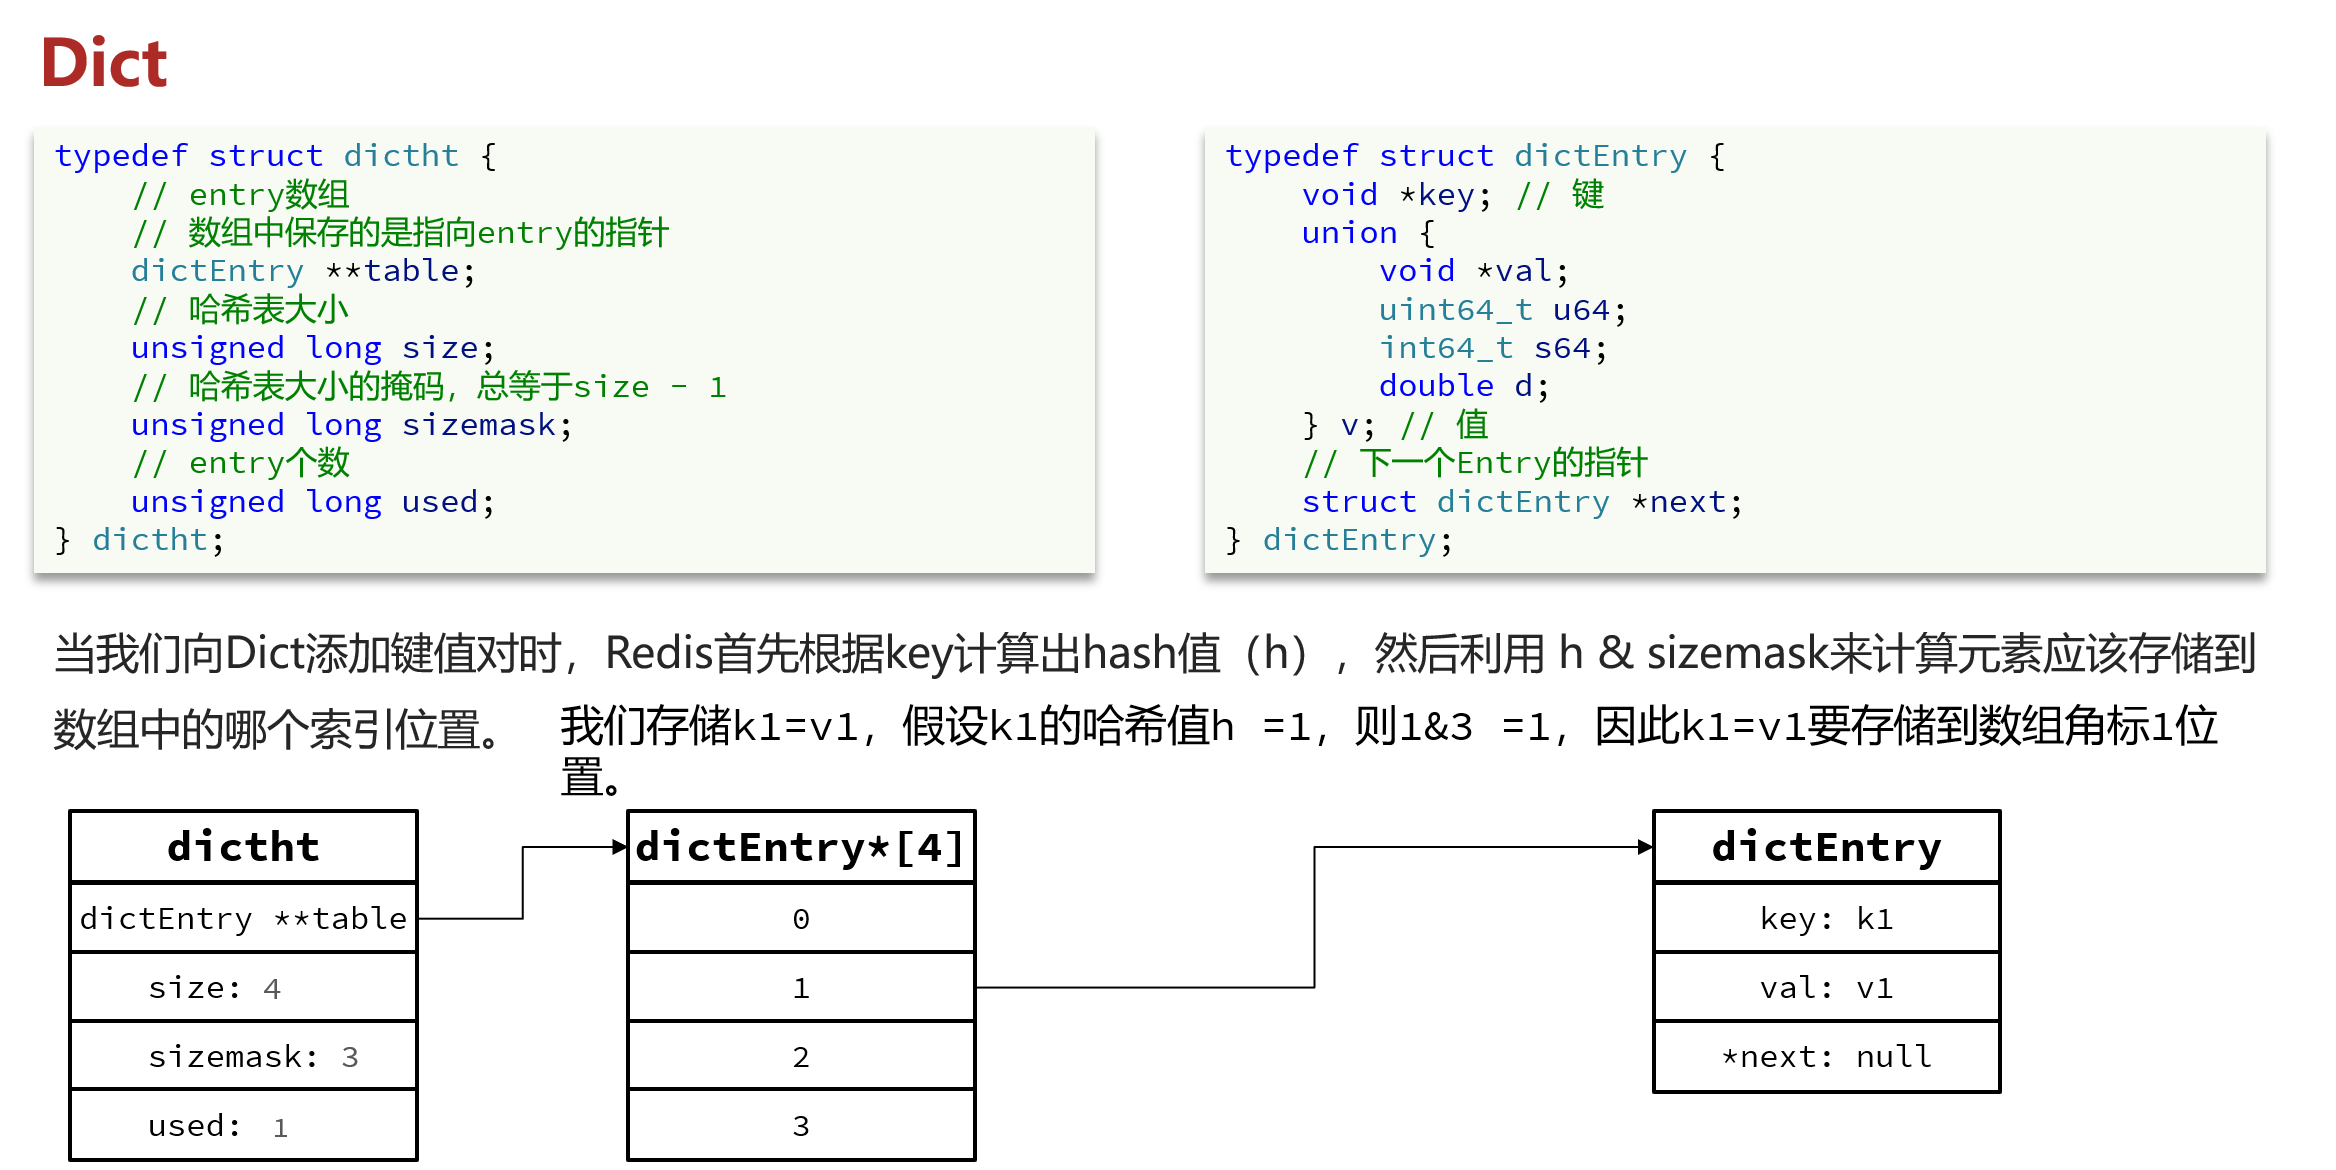 Dict
typedef struct dictht {
// entry数组
// 数组中保存的是指向entry的指针
dictEntry **table;
// 哈希表大小
unsigned long size;
// 哈希表大小的掩码，总等于size - 1
unsigned long sizemask;
// entry个数
unsigned long used;
} dictht;
typedef struct dictEntry {
void *key; // 键
union {
void *val;
uint64_t u64;
int64_t s64;
double d;
} v; // 值
// 下一个Entry的指针
struct dictEntry *next;
} dictEntry;
当我们向Dict添加键值对时，Redis首先根据key计算出hash值（h），然后利用 h & sizemask来计算元素应该存储到
数组中的哪个索引位置。
我们存储k1=v1，假设k1的哈希值h =1，则1&3 =1，因此k1=v1要存储到数组角标1位
置。
dictht
dictEntry **table
size: 4
sizemask: 3
used: 1
dictEntry*[4]
0
1
2
3
dictEntry
key: k1
val: v1
*next: null